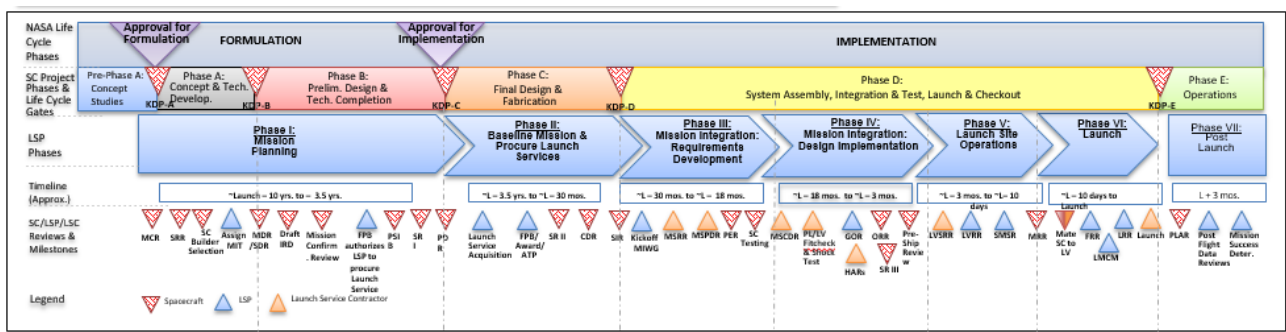 NASA Life
Cycle
Phases
Approval for
Formulation
FORMULATION
Approval for
Implementation
IMPLEMENTATION
SC Project
Phases &
Life Cycle
Gates
Pre-Phase A:
Concept
Studies
KDP-A
Phase A:
Concept & Tech.
Develop.
KDP-B
Phase B:
Prelim. Design &
Tech. Completion
KDP-C
Phase C:
Final Design &
Fabrication
KDP-D
Phase D:
System Assembly, Integration & Test, Launch & Checkout
KDP-E
Phase E:
Operations
LSP
Phases
Phase I:
Mission
Planning
Phase II:
Baseline Mission &
Procure Launch
Services
Phase III:
Mission Integration:
Requirements
Development
Phase IV:
Mission Integration:
Design Implementation
Phase V:
Launch Site
Operations
Phase VI:
Launch
Phase VII:
Post
Launch
Timeline
(Approx.)
~Launch – 10 yrs. to – 3.5 yrs.
~L – 3.5 yrs. to ~L – 30 mos.
~L – 30 mos. to ~L – 18 mos.
~L – 18 mos. to ~L – 3 mos.
~L – 3 mos. to ~L – 10
days
~L – 10 days to
Launch
L + 3 mos.
SC/LSP/LSC
Reviews &
Milestones
MCR
SRR
SC
Builder
Selection
Assign
MIT
MDR
/SDR
Draft
IRD
Mission
Confirm
. Review
FPB
authorizes
LSP to
procure
Launch
Service
PSI
B
SR
I
PD
R
Launch
Service
Acquisition
FPB/
Award/
ATP
SR II
CDR
SIR
Kickoff
MIWG
MSRR
MSPDR
PER
SC
Testing
MSCDR
PL/LV
Fitcheck
& Shock
Test
GOR
HARs
ORR
SR III
Pre-
Ship
Revie
w
LVSRR
LVRR
SMSR
MRR
Mate
SC to
LV
FRR
LMCM
LRR
Launch
PLAR
Post
Flight
Data
Reviews
Mission
Success
Deter.
Legend
Spacecraft
LSP
Launch Service Contractor